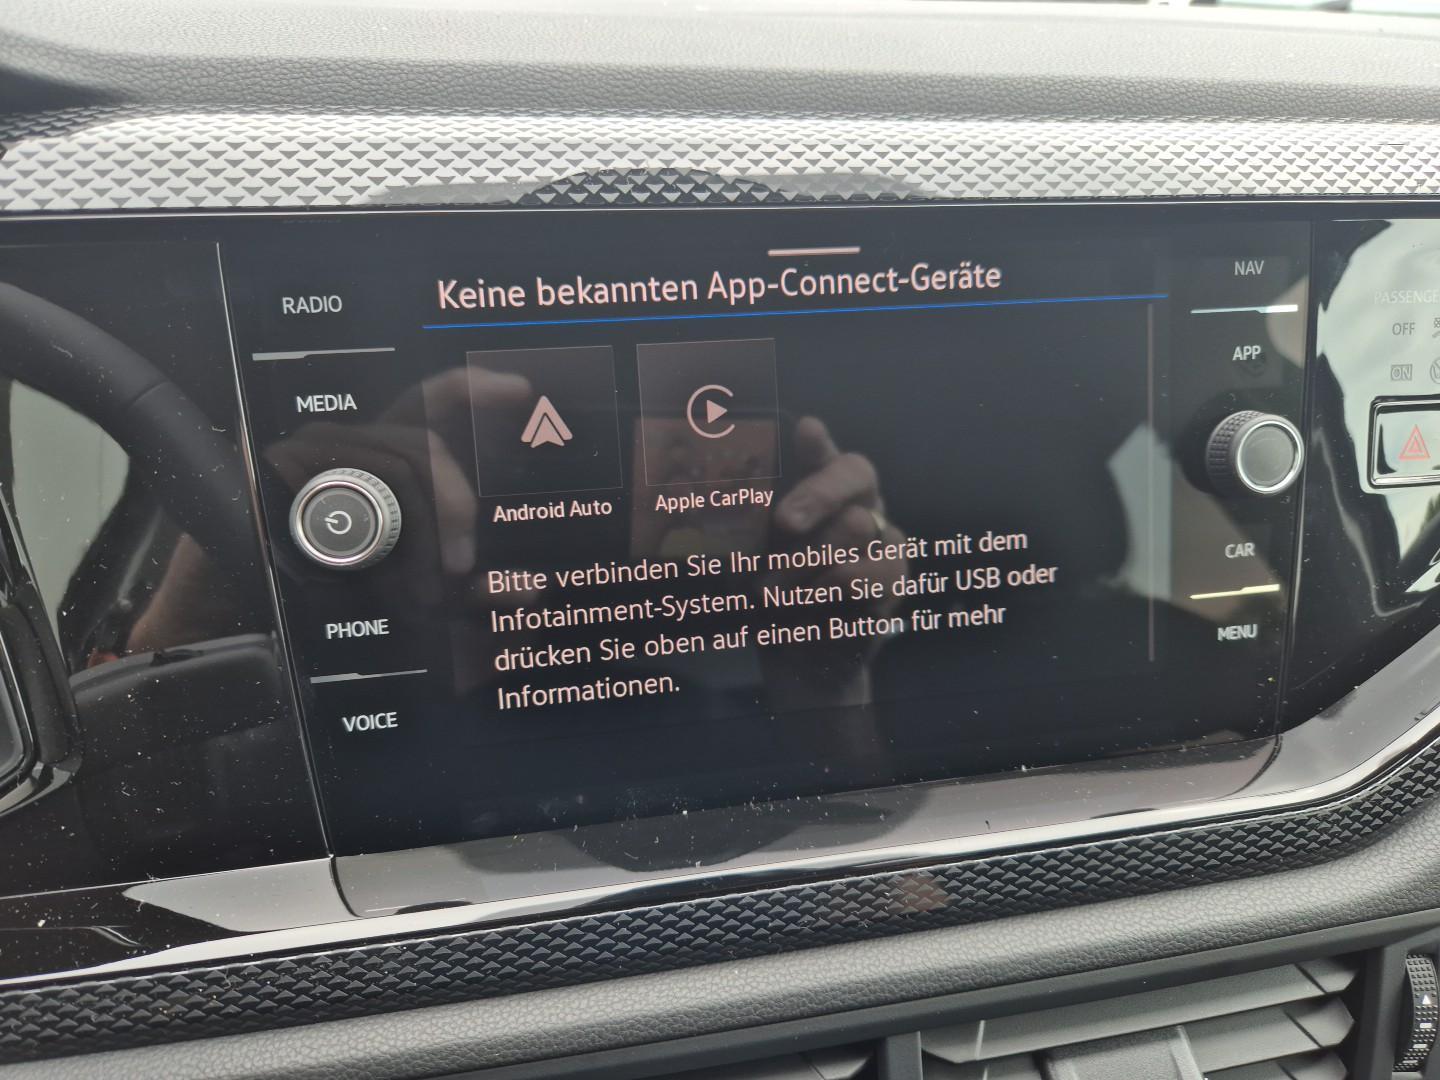 Keine bekannten App-Connect-Geräte
RADIO
MEDIA
PHONE
VOICE
Android Auto
Apple CarPlay
Bitte verbinden Sie Ihr mobiles Gerät mit dem
Infotainment-System. Nutzen Sie dafür USB oder
drücken Sie oben auf einen Button für mehr
Informationen.
NAV
APP
CAR
MENU
PASSENGE
OFF
ON